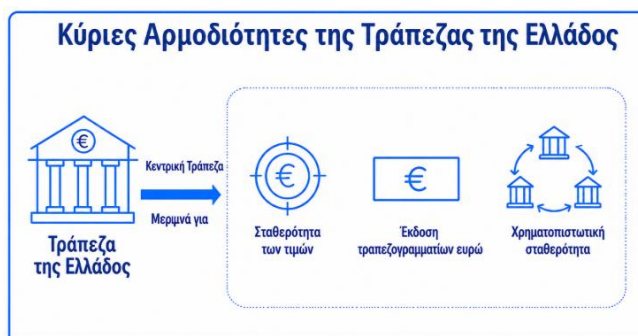 Κύριες Αρμοδιότητες της Τράπεζας της Ελλάδος
€
Τράπεζα
της Ελλάδος
Κεντρική Τράπεζα
Μεριμνά για
€
Σταθερότητα
των τιμών
€
Έκδοση
τραπεζογραμματίων ευρώ
Χρηματοπιστωτική
σταθερότητα